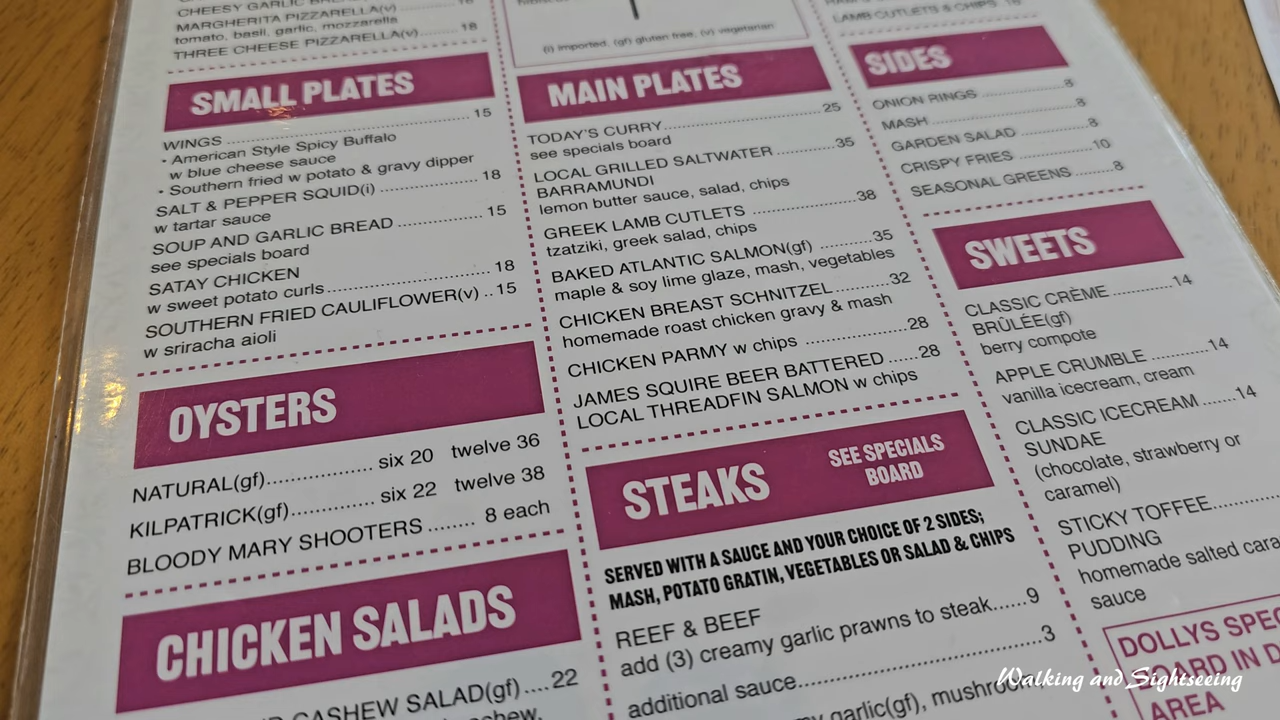 CHEESY GARLIC
MARGHERITA PIZZARELLA(v)
tomato, basil, garlic, mozzarella
THREE CHEESE PIZZARELLA(v)......... 18
SMALL PLATES
WINGS ................ 15
• American Style Spicy Buffalo
w blue cheese sauce
• Southern fried w potato & gravy dipper
SALT & PEPPER SQUID(i) ................ 18
w tartar sauce
SOUP AND GARLIC BREAD ................ 15
see specials board
SATAY CHICKEN
w sweet potato curls................ 18
SOUTHERN FRIED CAULIFLOWER(v) ..15
w sriracha aioli
OYSTERS
NATURAL(gf)................ six 20 twelve 36
KILPATRICK(gf)............. six 22 twelve 38
BLOODY MARY SHOOTERS ........ 8 each
CHICKEN SALADS
CASHEW SALAD(gf)....22
(i) imported, (gf) gluten free, (v) vegetarian
MAIN PLATES
TODAY'S CURRY................25
see specials board
LOCAL GRILLED SALTWATER ............35
BARRAMUNDI
lemon butter sauce, salad, chips
GREEK LAMB CUTLETS ................38
tzatziki, greek salad, chips
BAKED ATLANTIC SALMON(gf) ...........35
maple & soy lime glaze, mash, vegetables
CHICKEN BREAST SCHNITZEL............32
homemade roast chicken gravy & mash
CHICKEN PARMY w chips ................28
JAMES SQUIRE BEER BATTERED ......28
LOCAL THREADFIN SALMON w chips
STEAKS
SEE SPECIALS
BOARD
SERVED WITH A SAUCE AND YOUR CHOICE OF 2 SIDES;
MASH, POTATO GRATIN, VEGETABLES OR SALAD & CHIPS
REEF & BEEF
add (3) creamy garlic prawns to steak......9
additional sauce................3
garlic(gf), mushroom
LAMB CUTLETS & CHIPS
SIDES
ONION RINGS ................8
MASH ................8
GARDEN SALAD ................8
CRISPY FRIES ................10
SEASONAL GREENS .........8
SWEETS
CLASSIC CRÈME ............14
BRÛLÉE(gf)
berry compote
APPLE CRUMBLE ............14
vanilla icecream, cream
CLASSIC ICECREAM .......14
SUNDAE
(chocolate, strawberry or
caramel)
STICKY TOFFEE............
PUDDING
homemade salted
sauce
DOLLYS
BOARD IN
AREA
Walking and Sightseeing